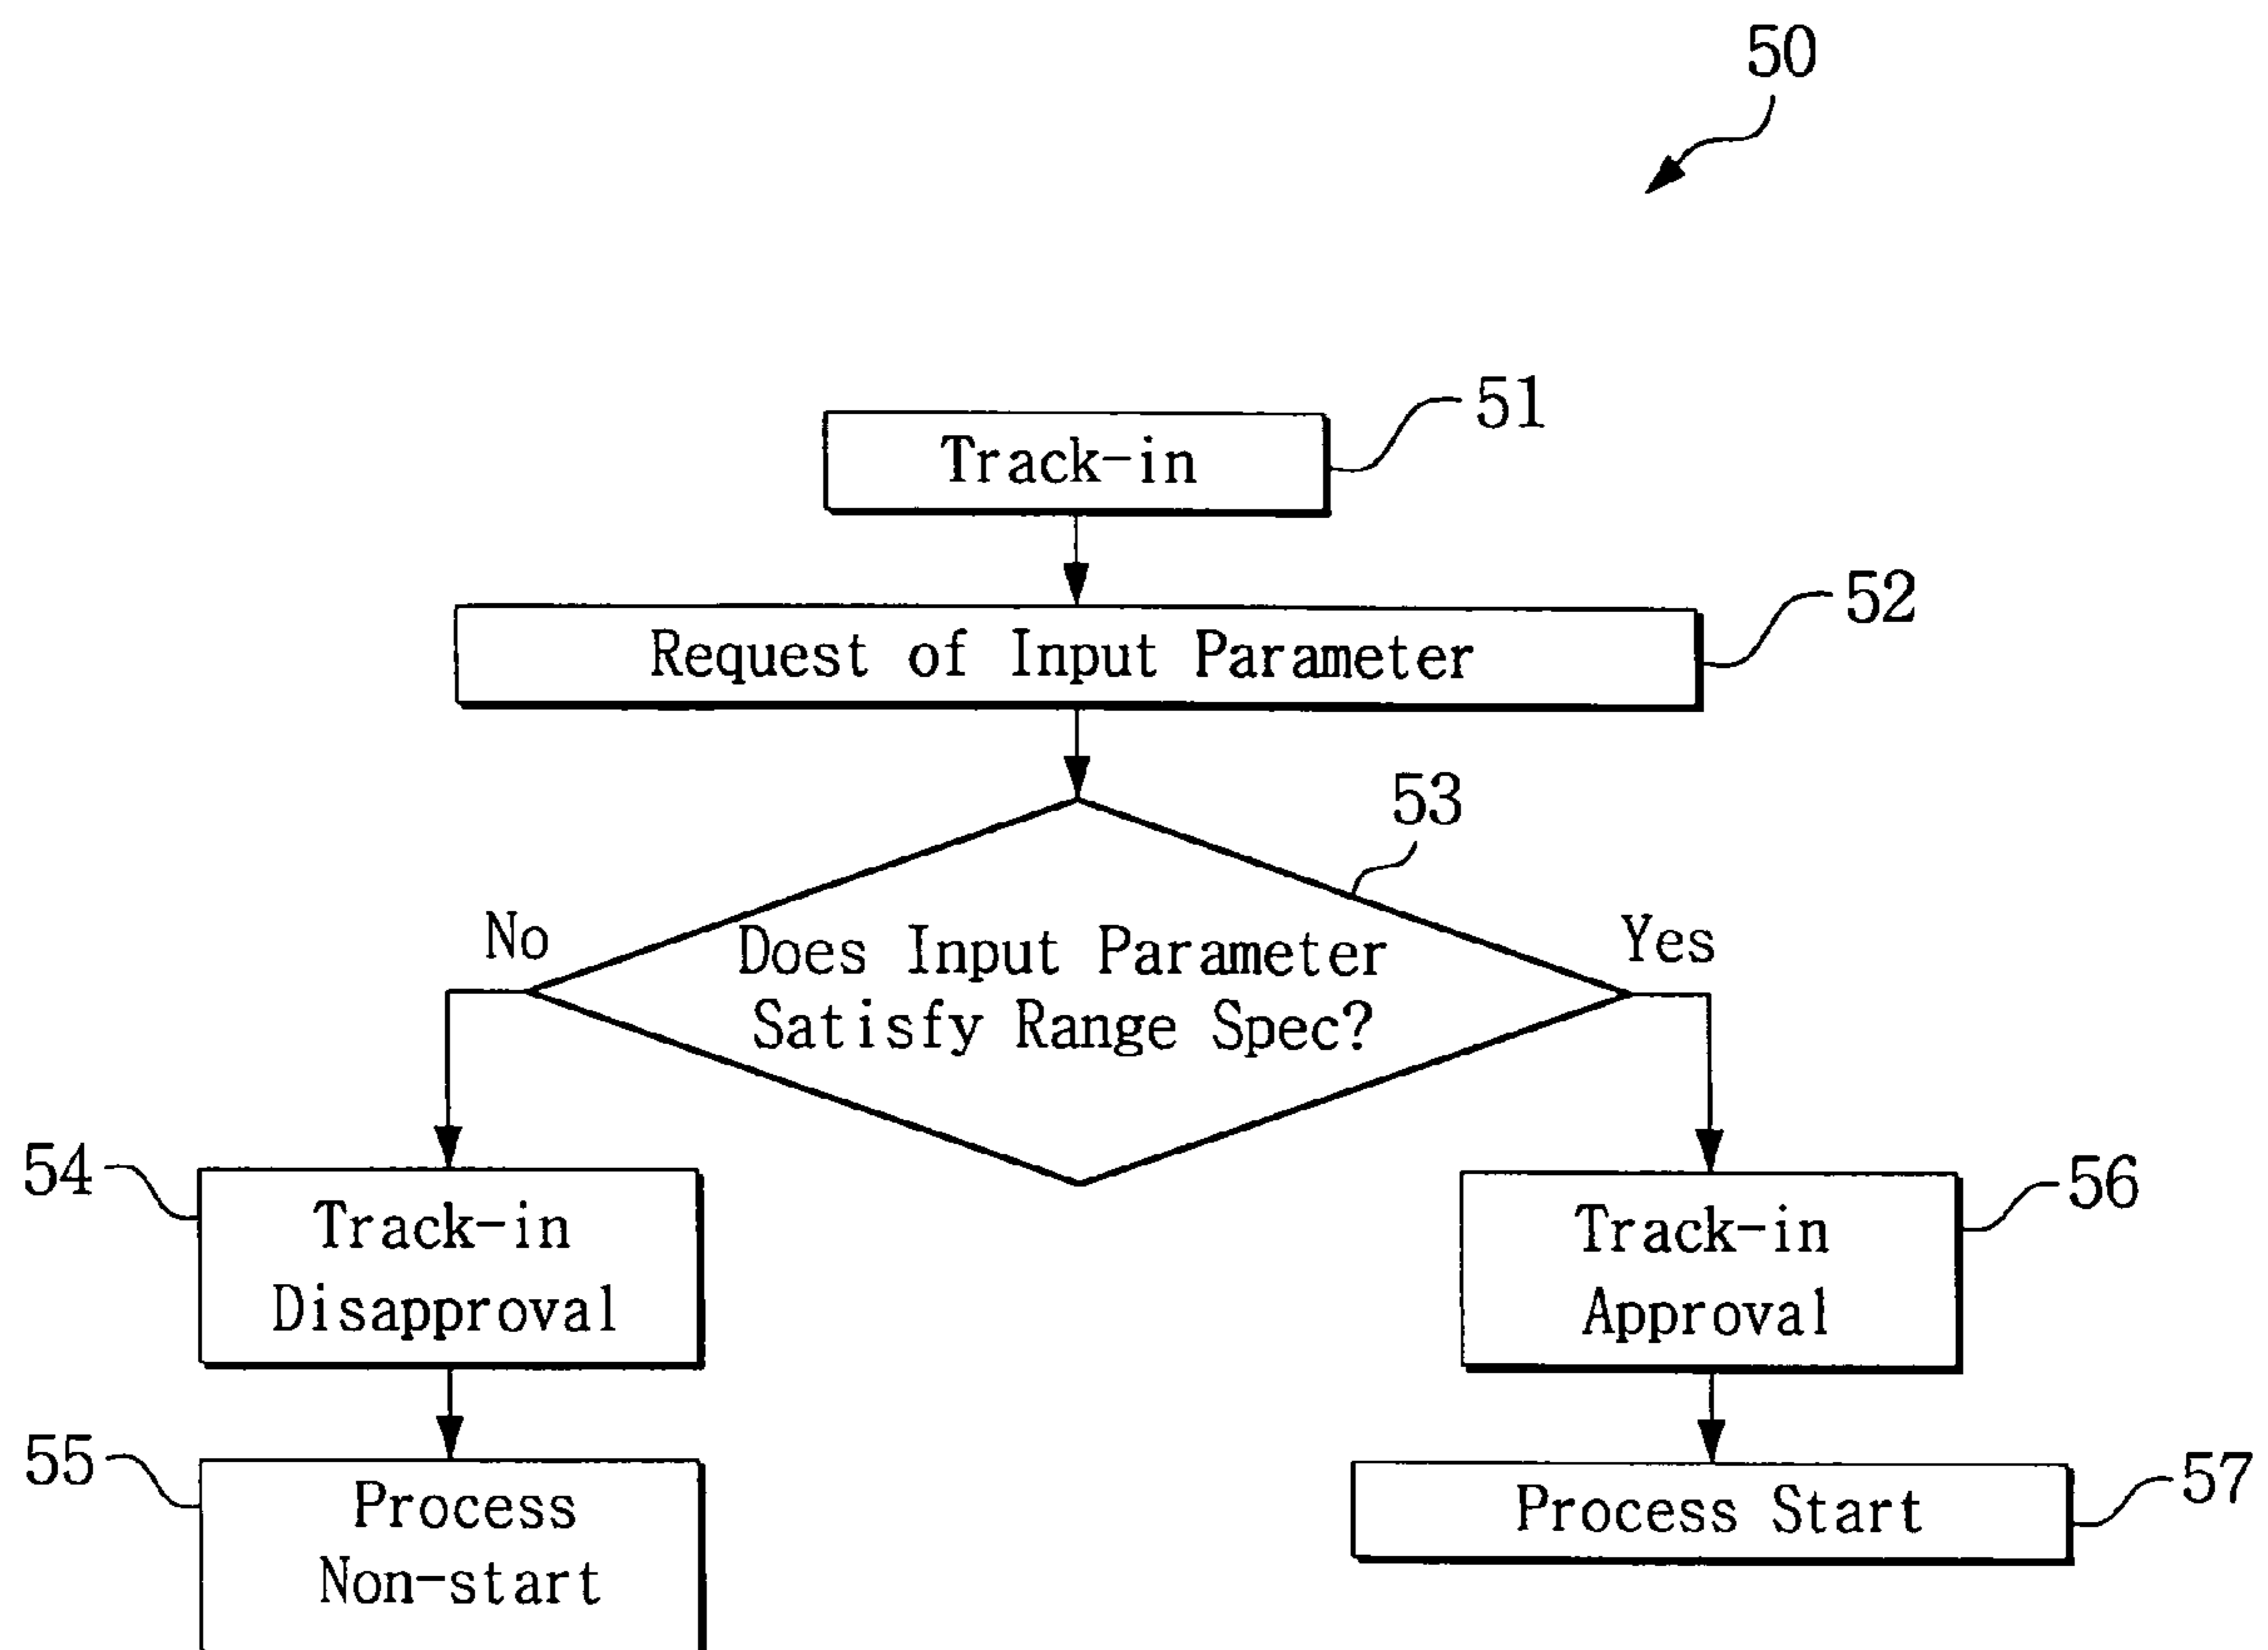 50
51
Track-in
52
Request of Input Parameter
53
No
Yes
Does Input Parameter
Satisfy Range Spec?
54
Track-in
Disapproval
56
Track-in
Approval
55
Process
Non-start
57
Process Start